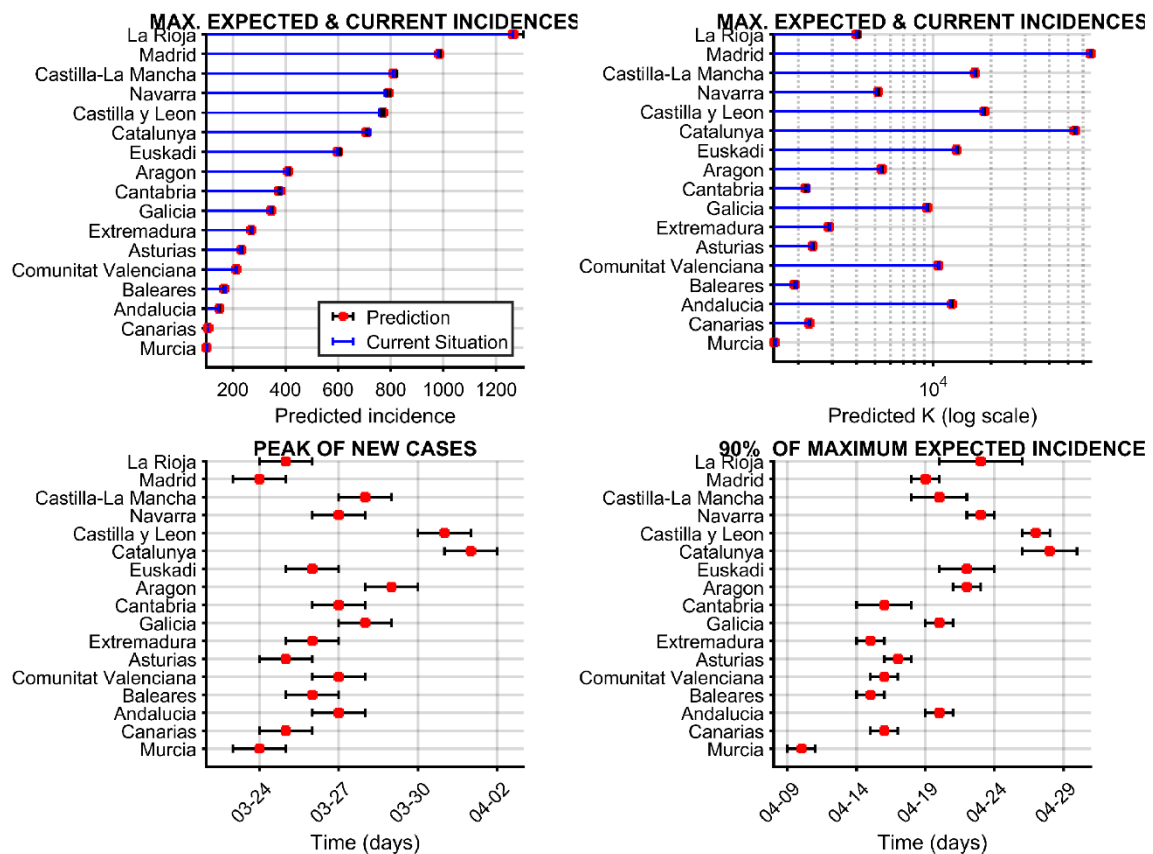 MAX. EXPECTED & CURRENT INCIDENCES
La Rioja
Madrid
Castilla-La Mancha
Navarra
Castilla y Leon
Catalunya
Euskadi
Aragon
Cantabria
Galicia
Extremadura
Asturias
Comunitat Valenciana
Baleares
Andalucia
Canarias
Murcia
Prediction
Current Situation
200 400 600 800 1000 1200
Predicted incidence
MAX. EXPECTED & CURRENT INCIDENCES
La Rioja
Madrid
Castilla-La Mancha
Navarra
Castilla y Leon
Catalunya
Euskadi
Aragon
Cantabria
Galicia
Extremadura
Asturias
Comunitat Valenciana
Baleares
Andalucia
Canarias
Murcia
10⁴
Predicted K (log scale)
PEAK OF NEW CASES
La Rioja
Madrid
Castilla-La Mancha
Navarra
Castilla y Leon
Catalunya
Euskadi
Aragon
Cantabria
Galicia
Extremadura
Asturias
Comunitat Valenciana
Baleares
Andalucia
Canarias
Murcia
03-24 03-27 03-30 04-02
Time (days)
90% OF MAXIMUM EXPECTED INCIDENCE
La Rioja
Madrid
Castilla-La Mancha
Navarra
Castilla y Leon
Catalunya
Euskadi
Aragon
Cantabria
Galicia
Extremadura
Asturias
Comunitat Valenciana
Baleares
Andalucia
Canarias
Murcia
04-09 04-14 04-19 04-24 04-29
Time (days)